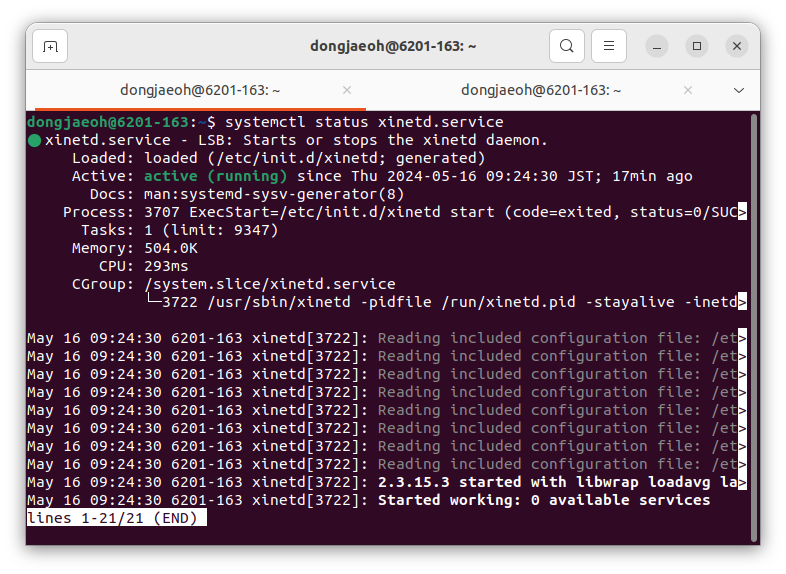 dongjaeoh@6201-163: ~
dongjaeoh@6201-163: ~
dongjaeoh@6201-163: ~
dongjaeoh@6201-163:~$ systemctl status xinetd.service
● xinetd.service - LSB: Starts or stops the xinetd daemon.
     Loaded: loaded (/etc/init.d/xinetd; generated)
     Active: active (running) since Thu 2024-05-16 09:24:30 JST; 17min ago
       Docs: man:systemd-sysv-generator(8)
    Process: 3707 ExecStart=/etc/init.d/xinetd start (code=exited, status=0/SUC>
      Tasks: 1 (limit: 9347)
     Memory: 504.0K
        CPU: 293ms
     CGroup: /system.slice/xinetd.service
             └─3722 /usr/sbin/xinetd -pidfile /run/xinetd.pid -stayalive -inetd>
May 16 09:24:30 6201-163 xinetd[3722]: Reading included configuration file: /et>
May 16 09:24:30 6201-163 xinetd[3722]: Reading included configuration file: /et>
May 16 09:24:30 6201-163 xinetd[3722]: Reading included configuration file: /et>
May 16 09:24:30 6201-163 xinetd[3722]: Reading included configuration file: /et>
May 16 09:24:30 6201-163 xinetd[3722]: Reading included configuration file: /et>
May 16 09:24:30 6201-163 xinetd[3722]: Reading included configuration file: /et>
May 16 09:24:30 6201-163 xinetd[3722]: Reading included configuration file: /et>
May 16 09:24:30 6201-163 xinetd[3722]: Reading included configuration file: /et>
May 16 09:24:30 6201-163 xinetd[3722]: 2.3.15.3 started with libwrap loadavg la>
May 16 09:24:30 6201-163 xinetd[3722]: Started working: 0 available services
lines 1-21/21 (END)